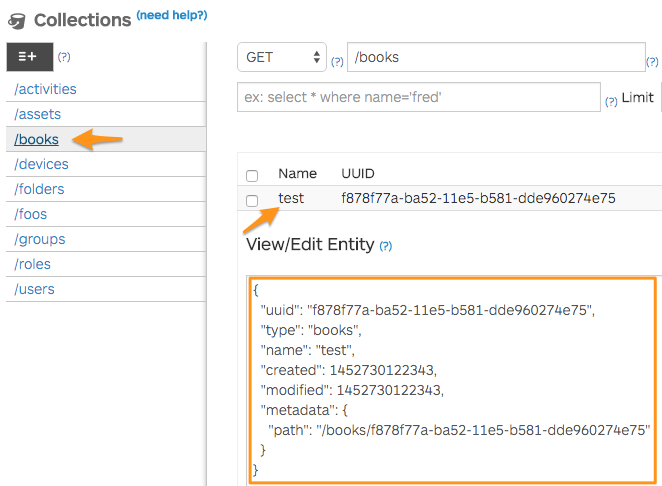 Collections (need help?)
≡+ (?)
/activities
/assets
/books
/devices
/folders
/foos
/groups
/roles
/users
GET (?) /books (?)
ex: select * where name='fred' (?) Limit
Name UUID
test f878f77a-ba52-11e5-b581-dde960274e75
View/Edit Entity (?)
{
"uuid": "f878f77a-ba52-11e5-b581-dde960274e75",
"type": "books",
"name": "test",
"created": 1452730122343,
"modified": 1452730122343,
"metadata": {
"path": "/books/f878f77a-ba52-11e5-b581-dde960274e75"
}
}